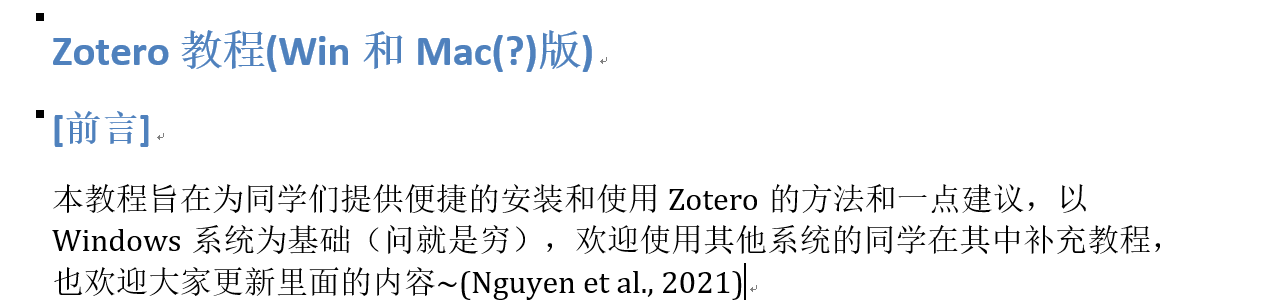 Zotero 教程(Win 和 Mac(?)版)
[前言]
本教程旨在为同学们提供便捷的安装和使用 Zotero 的方法和一点建议，以
Windows 系统为基础（问就是穷），欢迎使用其他系统的同学在其中补充教程，
也欢迎大家更新里面的内容~(Nguyen et al., 2021)